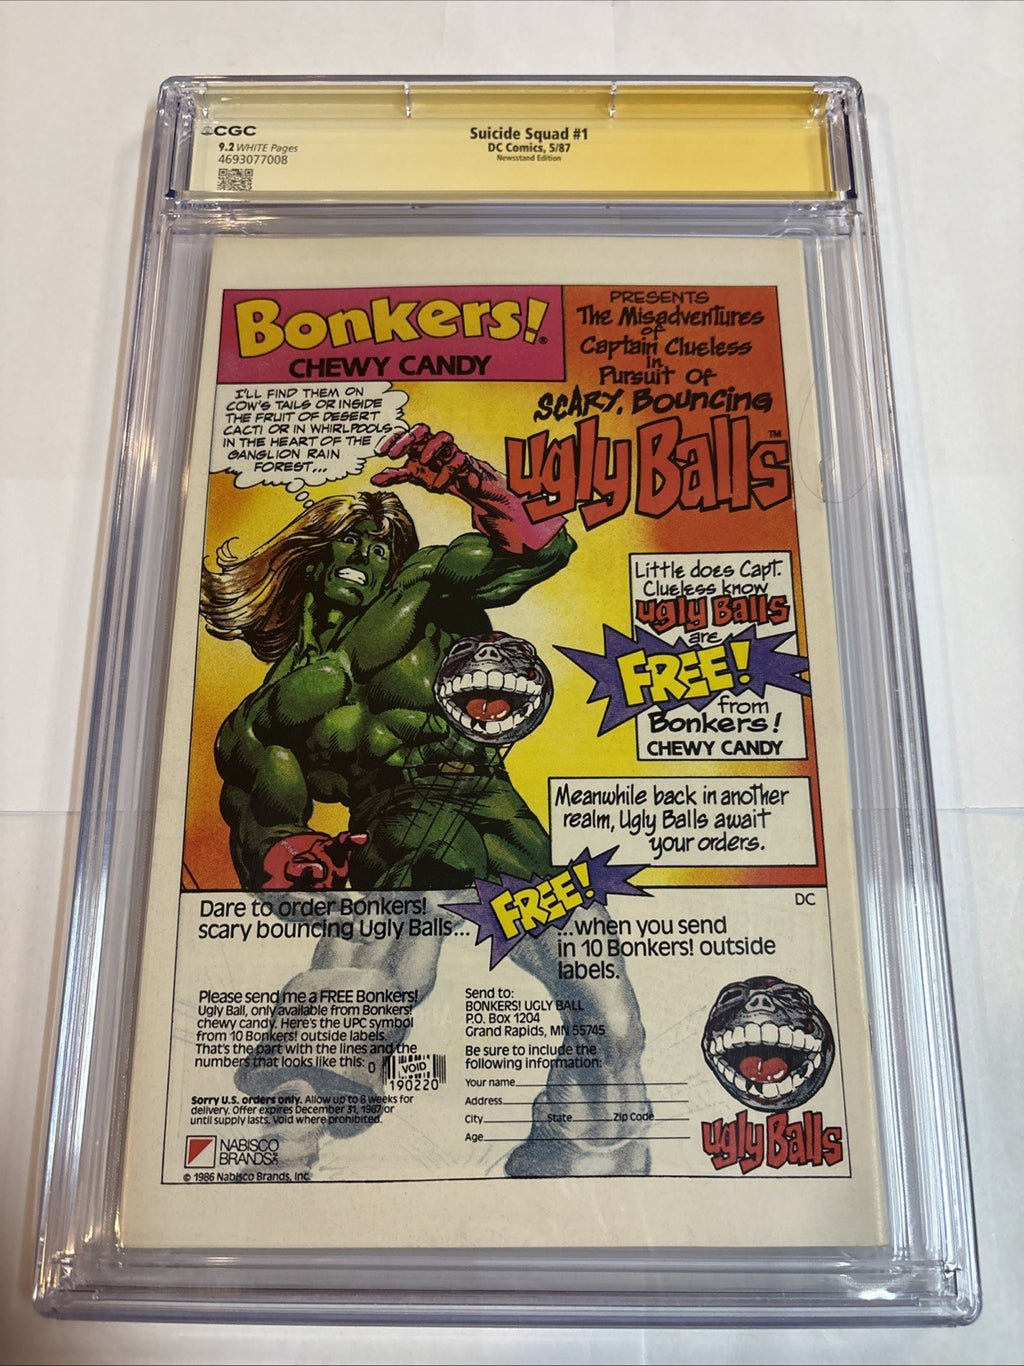 CGC
9.2 WHITE Pages
4693077008
Suicide Squad #1
DC Comics, 5/87
Newsstand Edition
Bonkers!®
CHEWY CANDY
PRESENTS
The Misadventures
of
Captain Clueless
in
Pursuit of
SCARY, Bouncing
Ugly Balls™
I'LL FIND THEM ON
COW'S TAILS OR INSIDE
THE FRUIT OF DESERT
CACTI OR IN WHIRLPOOLS
IN THE HEART OF THE
GANGLION RAIN
FOREST...
Little does Capt.
Clueless know
Ugly Balls
are
FREE!
from
Bonkers!
CHEWY CANDY
Meanwhile back in another
realm, Ugly Balls await
your orders.
DC
Dare to order Bonkers!
scary bouncing Ugly Balls...
FREE!
...when you send
in 10 Bonkers! outside
labels.
Please send me a FREE Bonkers!
Ugly Ball, only available from Bonkers!
chewy candy. Here's the UPC symbol
from 10 Bonkers! outside labels.
That's the part with the lines and the
numbers that looks like this:
0
VOID
190220
Sorry U.S. orders only. Allow up to 8 weeks for
delivery. Offer expires December 31, 1987 or
until supply lasts. Void where prohibited.
NABISCO
BRANDS
© 1986 Nabisco Brands, Inc.
Send to:
BONKERS! UGLY BALL
P.O. Box 1204
Grand Rapids, MN 55745
Be sure to include the
following information:
Your name
Address
City State Zip Code
Age
Ugly Balls